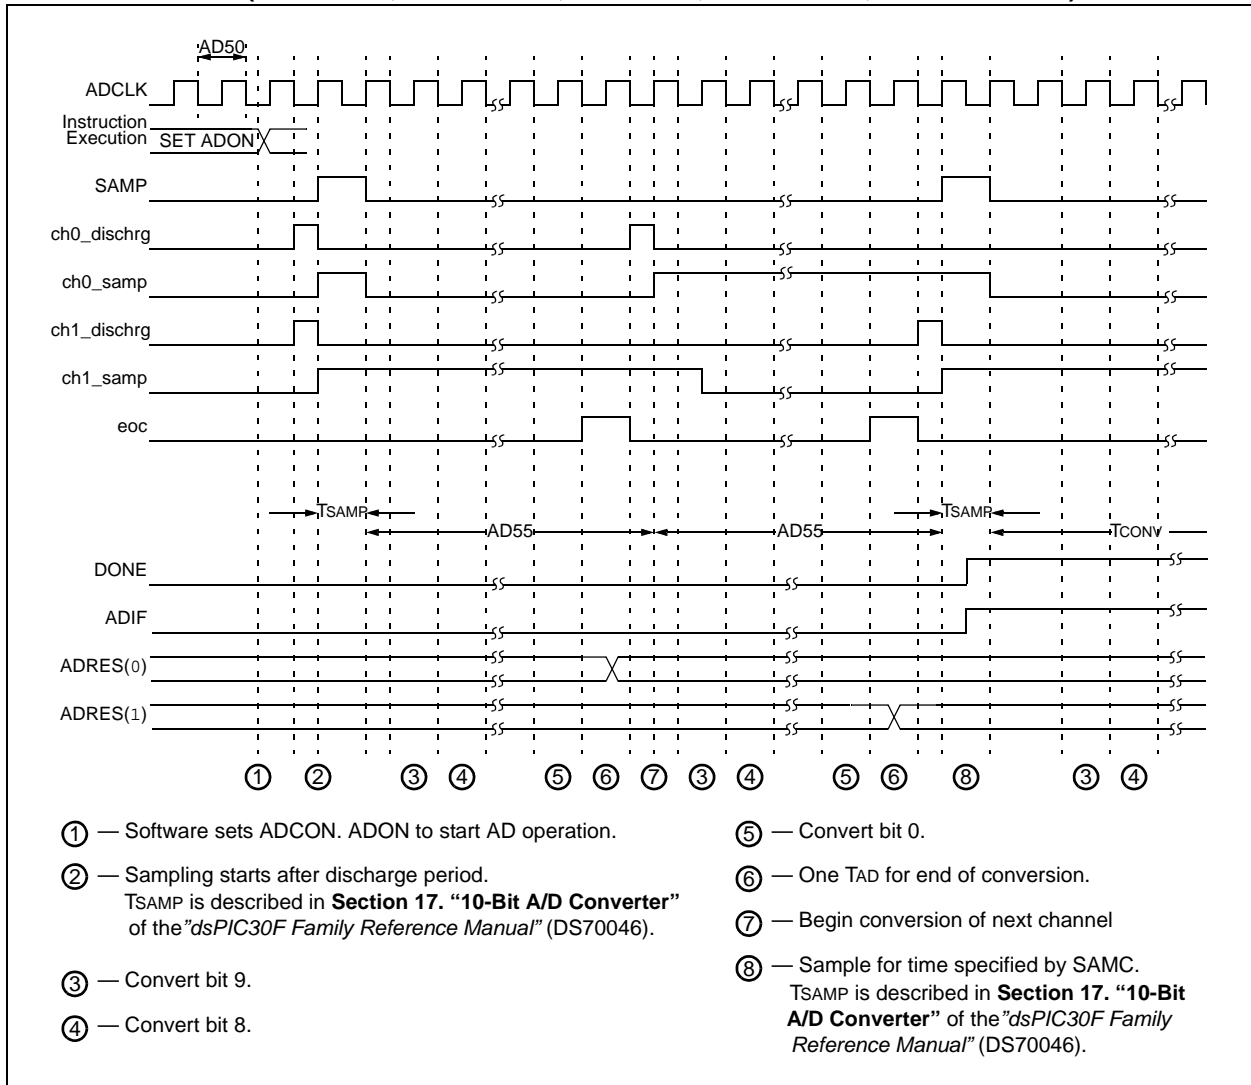 AD50
ADCLK
Instruction
Execution
SET ADON
SAMP
ch0_dischrg
ch0_samp
ch1_dischrg
ch1_samp
eoc
TSAMP
TSAMP
AD55
AD55
TCONV
DONE
ADIF
ADRES(0)
ADRES(1)
1 2 3 4 5 6 7 3 4 5 6 8 3 4
1 — Software sets ADCON. ADON to start AD operation.
2 — Sampling starts after discharge period.
TSAMP is described in Section 17. “10-Bit A/D Converter”
of the”dsPIC30F Family Reference Manual” (DS70046).
3 — Convert bit 9.
4 — Convert bit 8.
5 — Convert bit 0.
6 — One TAD for end of conversion.
7 — Begin conversion of next channel
8 — Sample for time specified by SAMC.
TSAMP is described in Section 17. “10-Bit
A/D Converter” of the”dsPIC30F Family
Reference Manual” (DS70046).